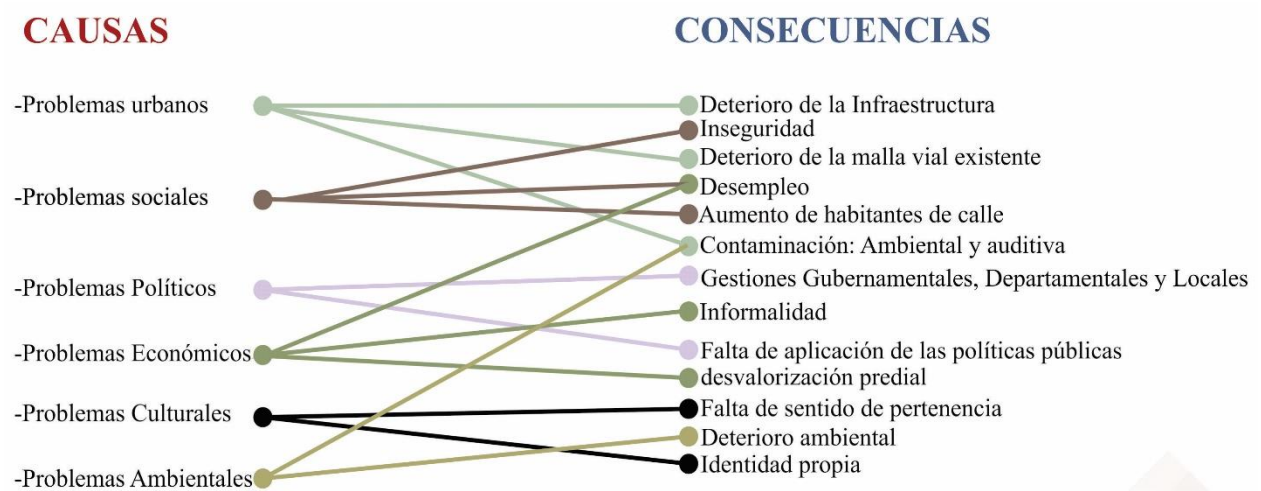 CAUSAS
CONSECUENCIAS
-Problemas urbanos
-Problemas sociales
-Problemas Políticos
-Problemas Económicos
-Problemas Culturales
-Problemas Ambientales
Deterioro de la Infraestructura
Inseguridad
Deterioro de la malla vial existente
Desempleo
Aumento de habitantes de calle
Contaminación: Ambiental y auditiva
Gestiones Gubernamentales, Departamentales y Locales
Informalidad
Falta de aplicación de las políticas públicas
desvalorización predial
Falta de sentido de pertenencia
Deterioro ambiental
Identidad propia